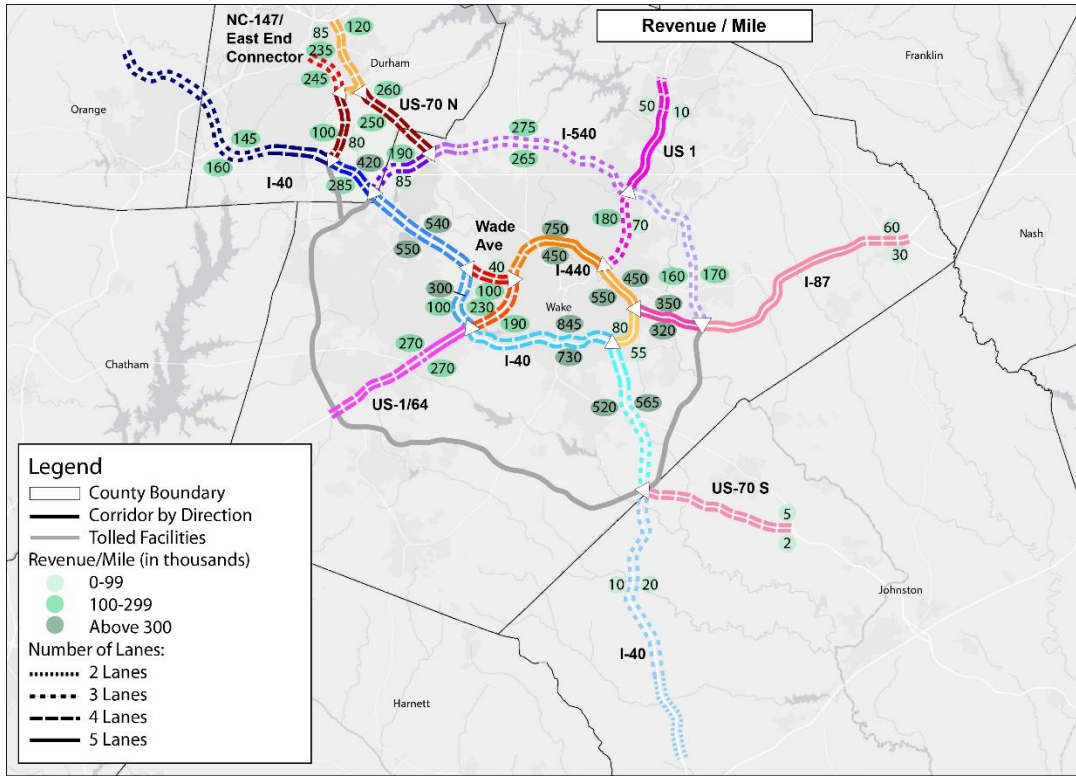 Revenue / Mile
NC-147/
East End
Connector
120
85
235
245
Durham
Franklin
Orange
260
US-70 N
250
275
I-540
265
50
10
US 1
145
160
I-40
100
80
420
190
285
85
540
550
Wade
Ave
40
750
450
I-440
180
70
60
30
Nash
I-87
300
100
100
230
190
Wake
450
550
160
170
350
320
80
55
845
730
I-40
270
270
US-1/64
Chatham
520
565
US-70 S
5
2
10
20
Johnston
I-40
Harnett
Legend
County Boundary
Corridor by Direction
Tolled Facilities
Revenue/Mile (in thousands)
0-99
100-299
Above 300
Number of Lanes:
2 Lanes
3 Lanes
4 Lanes
5 Lanes